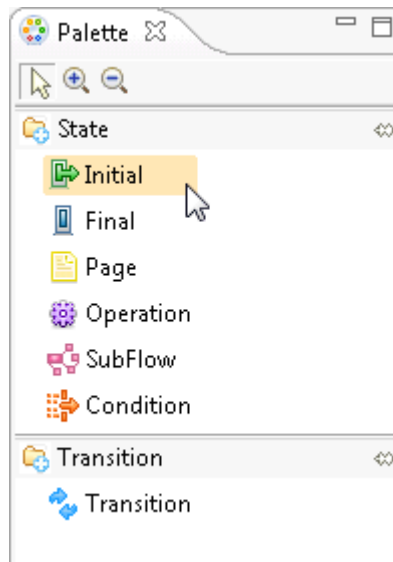 Palette
State
Initial
Final
Page
Operation
SubFlow
Condition
Transition
Transition